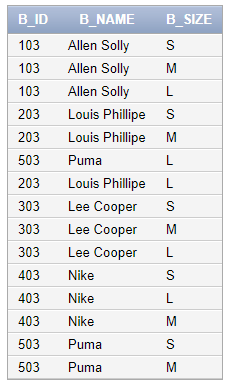 B_ID B_NAME B_SIZE
103 Allen Solly S
103 Allen Solly M
103 Allen Solly L
203 Louis Phillipe S
203 Louis Phillipe M
503 Puma L
203 Louis Phillipe L
303 Lee Cooper S
303 Lee Cooper M
303 Lee Cooper L
403 Nike S
403 Nike L
403 Nike M
503 Puma S
503 Puma M